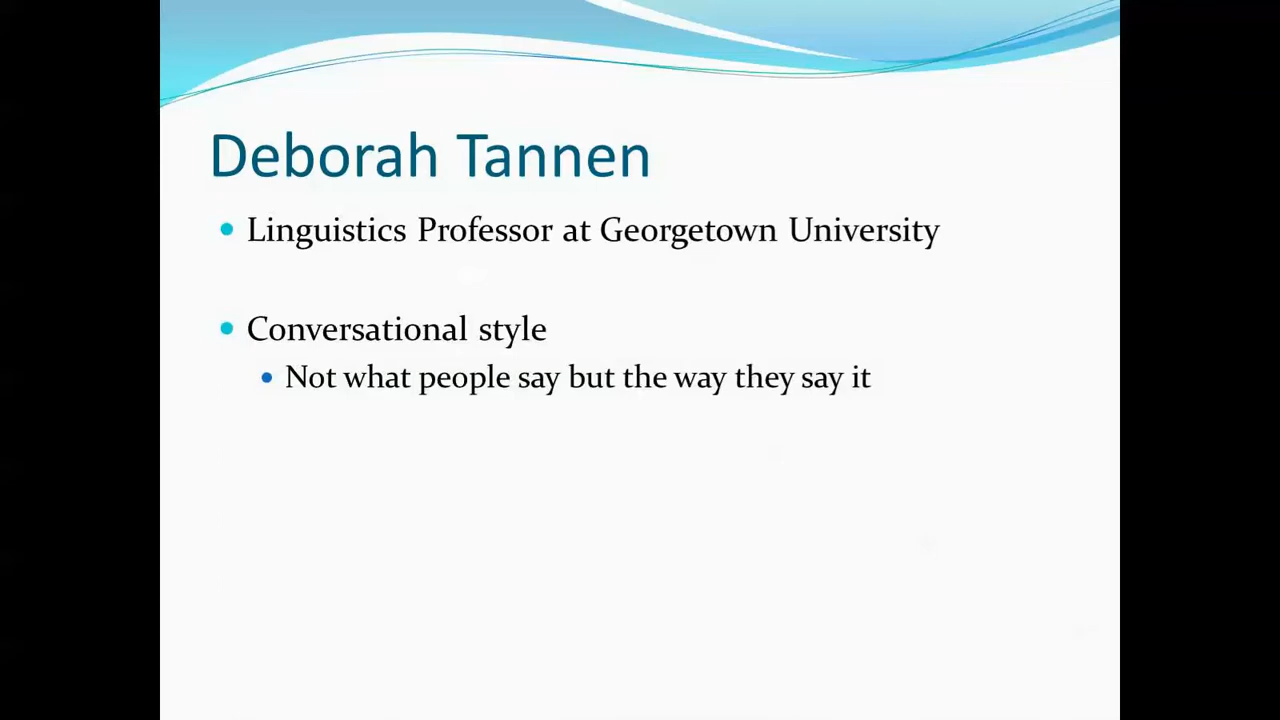 Deborah Tannen
Linguistics Professor at Georgetown University
Conversational style
Not what people say but the way they say it